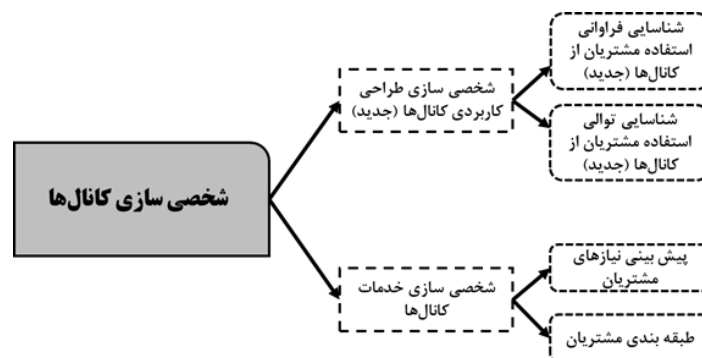 شخصی سازی کانال‌ها
شخصی سازی طراحی
کاربردی کانال‌ها (جدید)
شناسایی فراوانی
استفاده مشتریان از
کانال‌ها (جدید)
شناسایی توالی
استفاده مشتریان از
کانال‌ها (جدید)
شخصی سازی خدمات
کانال‌ها
پیش بینی نیازهای
مشتریان
طبقه بندی مشتریان